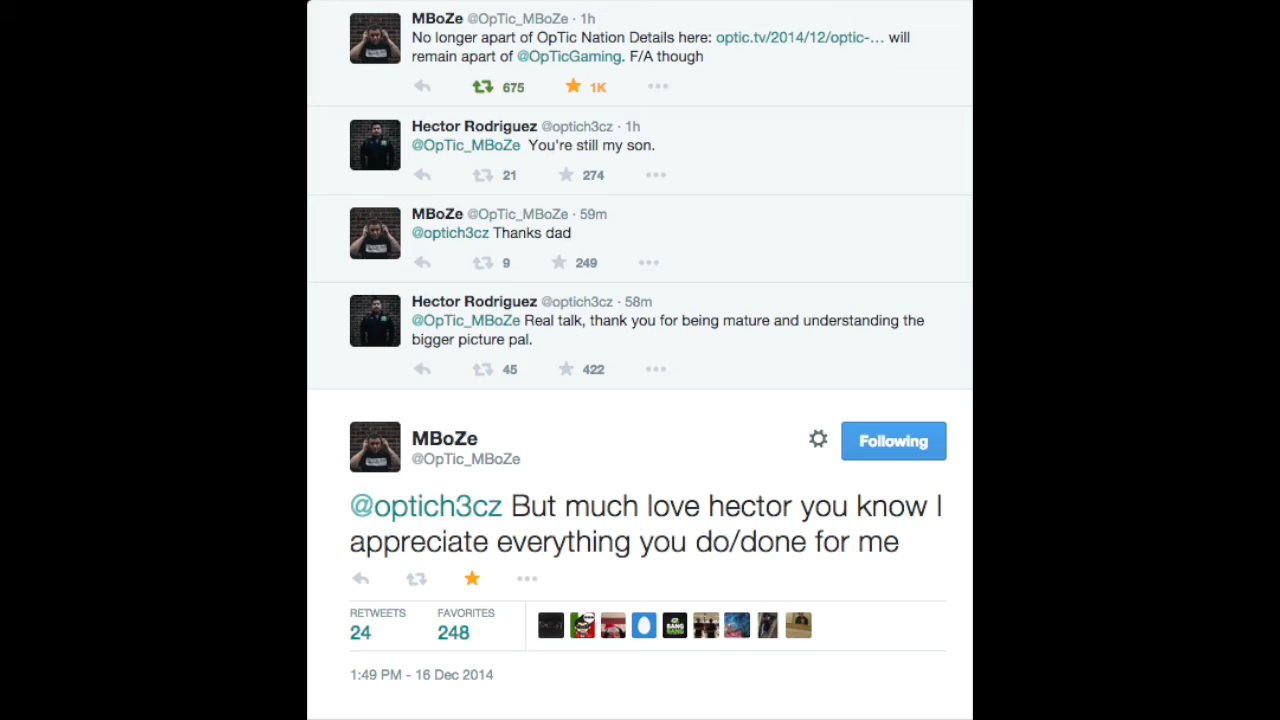 MBoZe @OpTic_MBoZe · 1h
No longer apart of OpTic Nation Details here: optic.tv/2014/12/optic-... will
remain apart of @OpTicGaming. F/A though
675 1K
Hector Rodriguez @optich3cz · 1h
@OpTic_MBoZe You're still my son.
21 274
MBoZe @OpTic_MBoZe · 59m
@optich3cz Thanks dad
9 249
Hector Rodriguez @optich3cz · 58m
@OpTic_MBoZe Real talk, thank you for being mature and understanding the
bigger picture pal.
45 422
MBoZe
@OpTic_MBoZe
Following
@optich3cz But much love hector you know I
appreciate everything you do/done for me
RETWEETS FAVORITES
24 248
1:49 PM - 16 Dec 2014